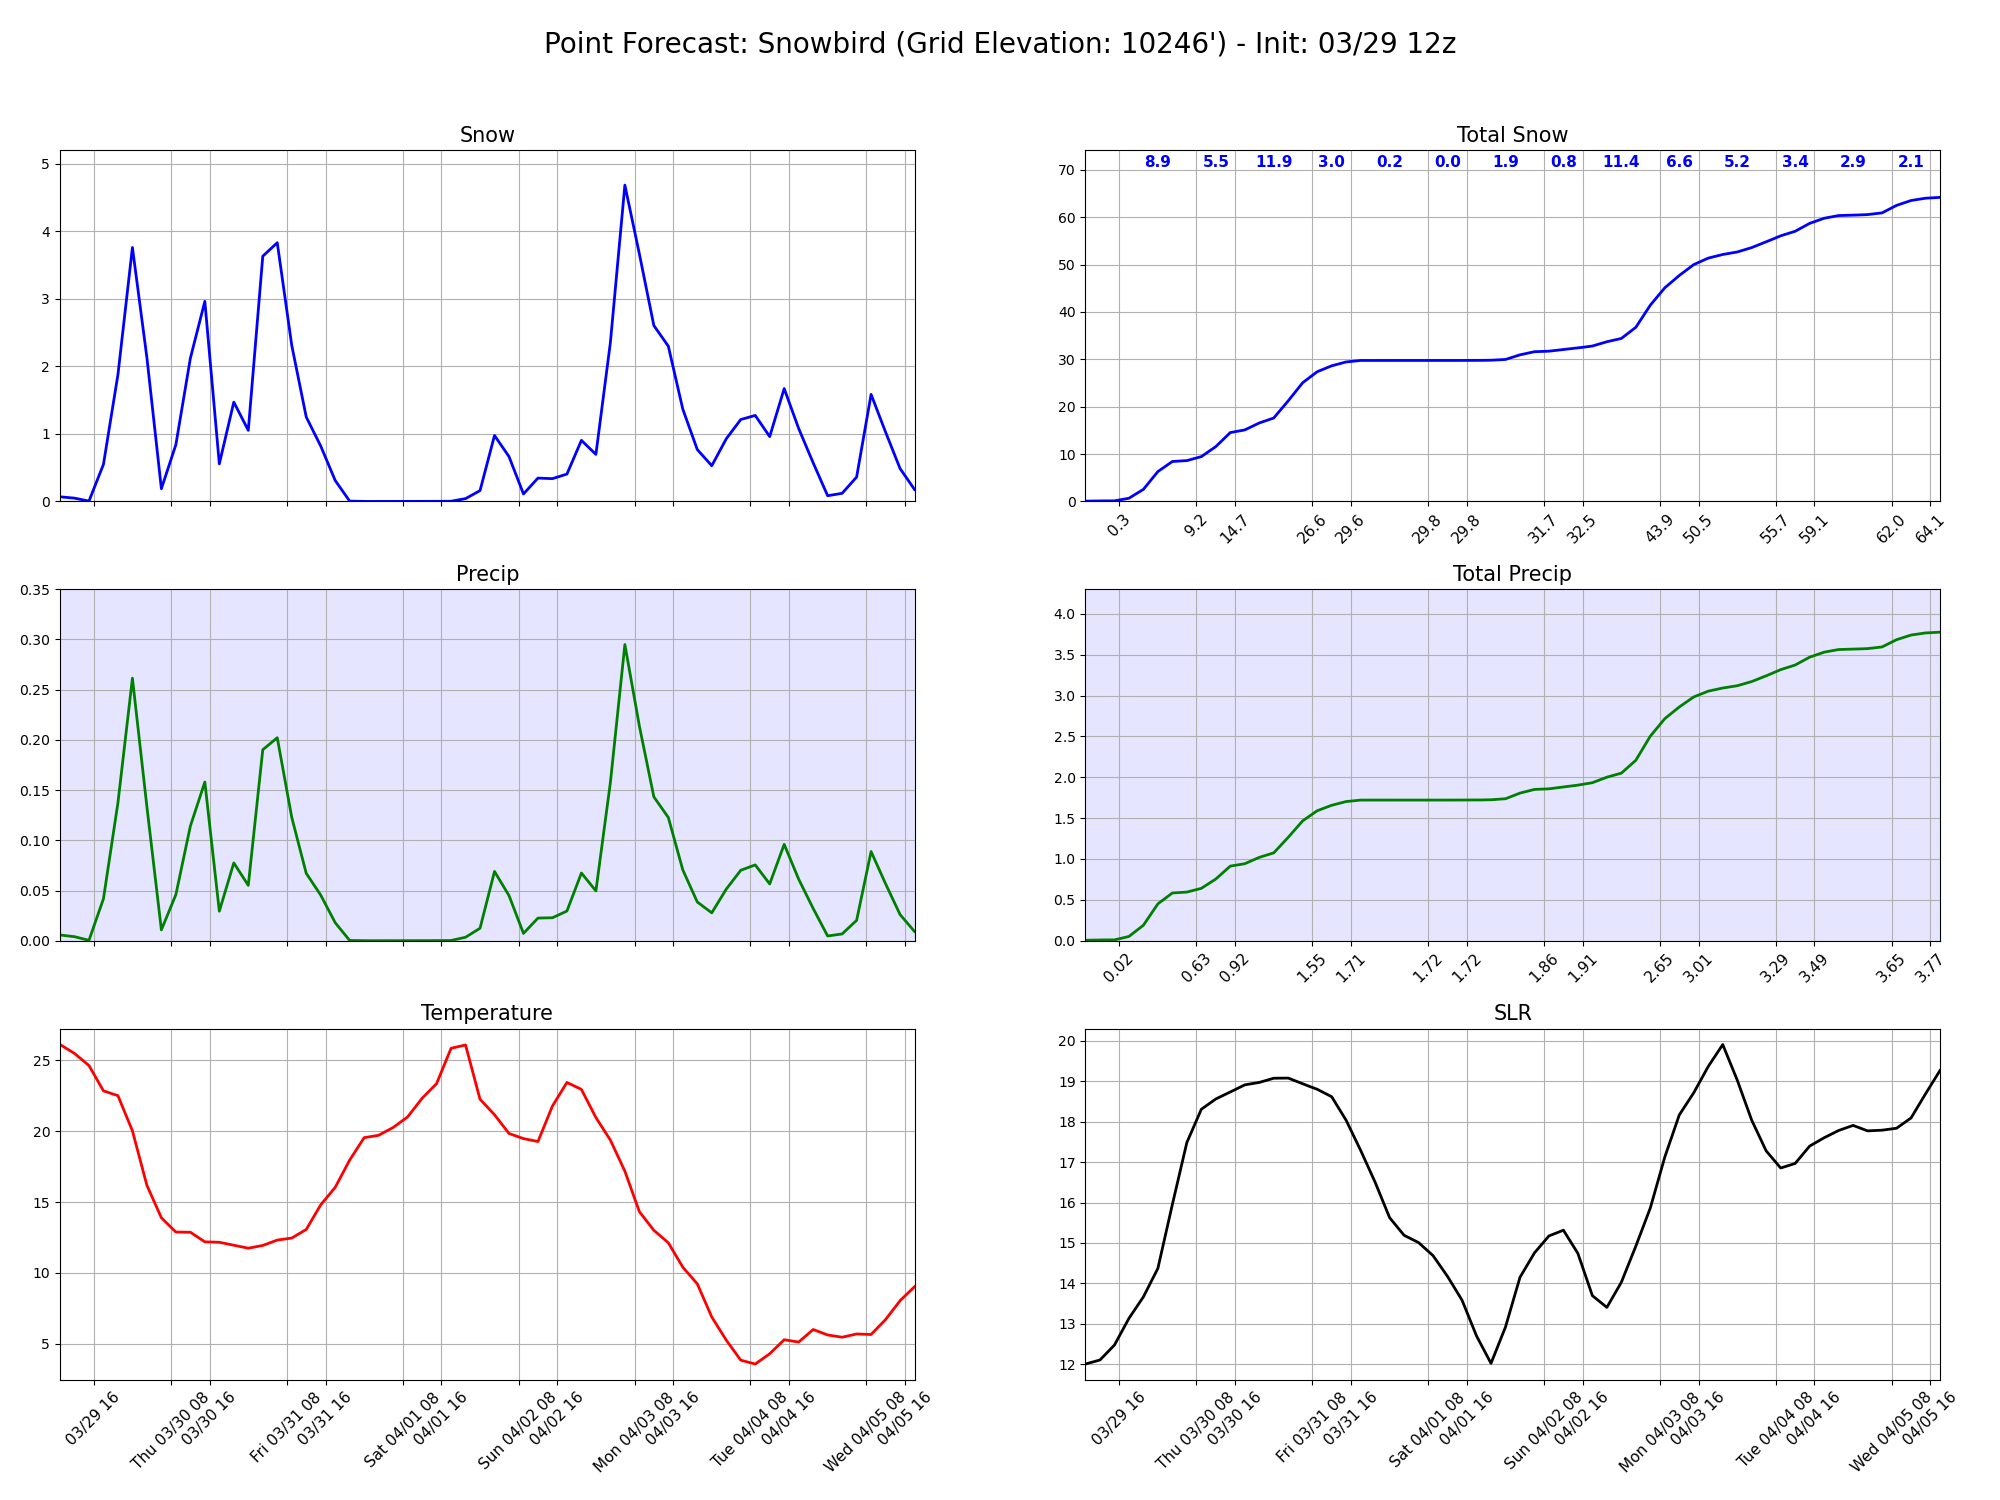 Point Forecast: Snowbird (Grid Elevation: 10246') - Init: 03/29 12z
Snow
5
4
3
2
1
0
Total Snow
8.9 5.5 11.9 3.0 0.2 0.0 1.9 0.8 11.4 6.6 5.2 3.4 2.9 2.1
70
60
50
40
30
20
10
0
0.3 9.2 14.7 26.6 29.6 29.8 29.8 31.7 32.5 43.9 50.5 55.7 59.1 62.0 64.1
Precip
0.35
0.30
0.25
0.20
0.15
0.10
0.05
0.00
Total Precip
4.0
3.5
3.0
2.5
2.0
1.5
1.0
0.5
0.0
0.02 0.63 0.92 1.55 1.71 1.72 1.72 1.86 1.91 2.65 3.01 3.29 3.49 3.65 3.77
Temperature
25
20
15
10
5
03/29 16
Thu 03/30 08
03/30 16
Fri 03/31 08
03/31 16
Sat 04/01 08
04/01 16
Sun 04/02 08
04/02 16
Mon 04/03 08
04/03 16
Tue 04/04 08
04/04 16
Wed 04/05 08
04/05 16
SLR
20
19
18
17
16
15
14
13
12
03/29 16
Thu 03/30 08
03/30 16
Fri 03/31 08
03/31 16
Sat 04/01 08
04/01 16
Sun 04/02 08
04/02 16
Mon 04/03 08
04/03 16
Tue 04/04 08
04/04 16
Wed 04/05 08
04/05 16